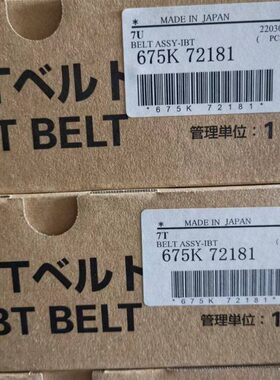 * MADE IN JAPAN
7U 22030
BELT ASSY-IBT ( PC
675K 72181
*675K 72181*
Tベルト
管理単位:1
T BELT
* MADE IN JAPAN
7T
BELT ASSY-IBT (
675K 72181
*675K 72181*
Tベルト
管理単位:1
BT BELT